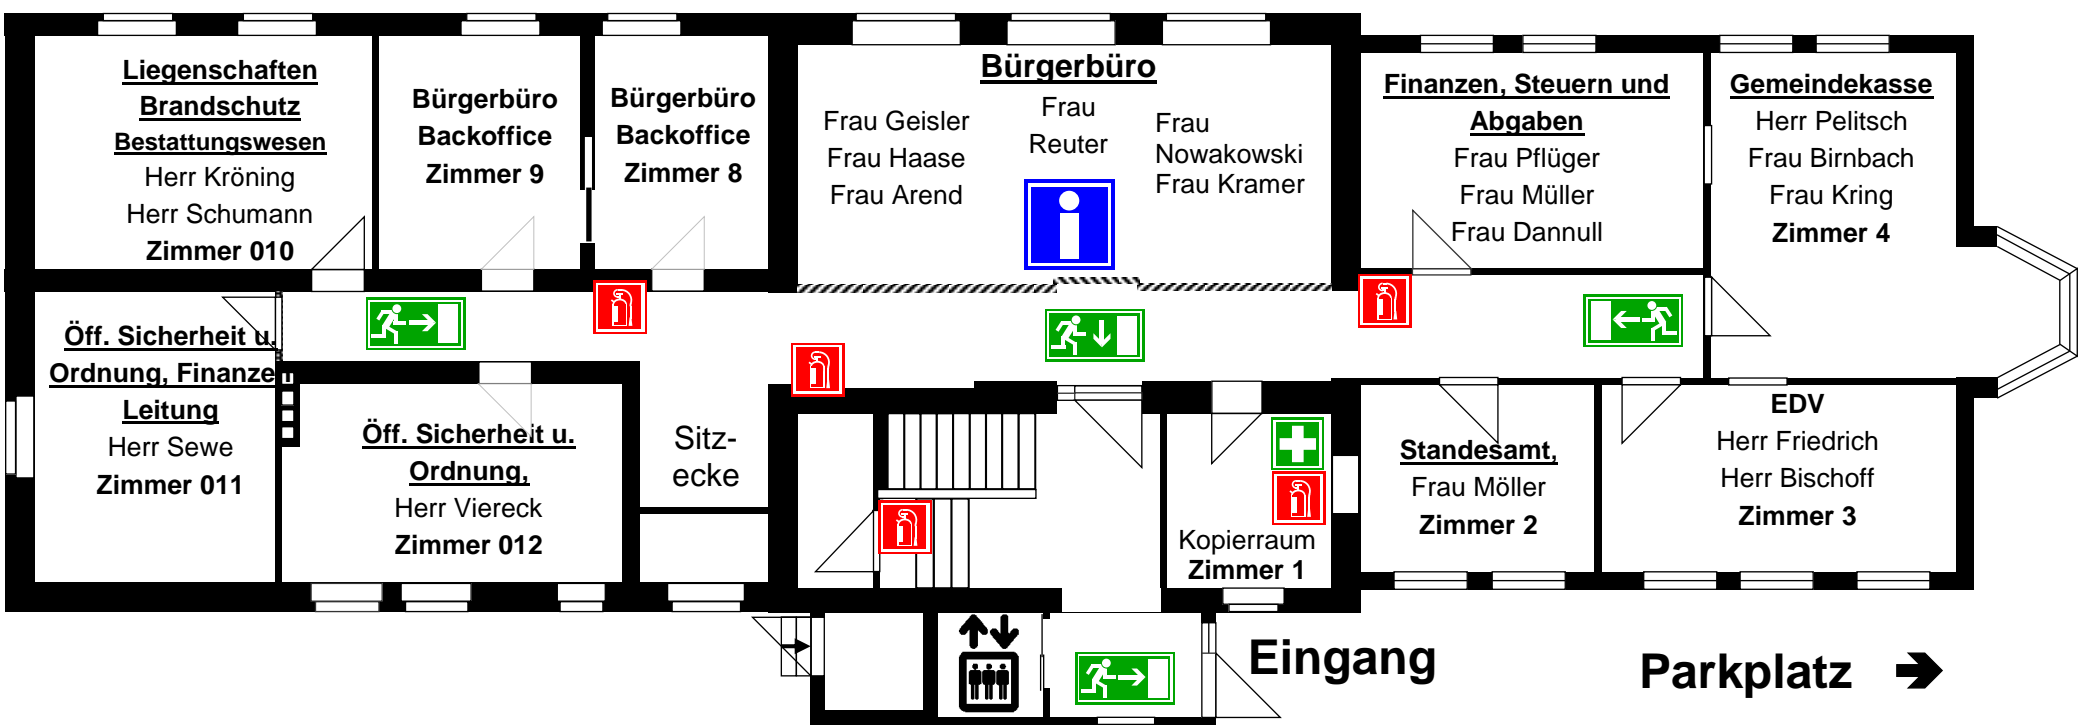 Liegenschaften
Brandschutz
Bestattungswesen
Herr Kröning
Herr Schumann
Zimmer 010
Bürgerbüro
Backoffice
Zimmer 9
Bürgerbüro
Backoffice
Zimmer 8
Bürgerbüro
Frau Geisler
Frau Haase
Frau Arend
Frau
Reuter
Frau
Nowakowski
Frau Kramer
Finanzen, Steuern und
Abgaben
Frau Pflüger
Frau Müller
Frau Dannull
Gemeindekasse
Herr Pelitsch
Frau Birnbach
Frau Kring
Zimmer 4
Öff. Sicherheit u.
Ordnung, Finanzen
Leitung
Herr Sewe
Zimmer 011
Öff. Sicherheit u.
Ordnung,
Herr Viereck
Zimmer 012
Sitz-
ecke
Kopierraum
Zimmer 1
Standesamt,
Frau Möller
Zimmer 2
EDV
Herr Friedrich
Herr Bischoff
Zimmer 3
Eingang
Parkplatz